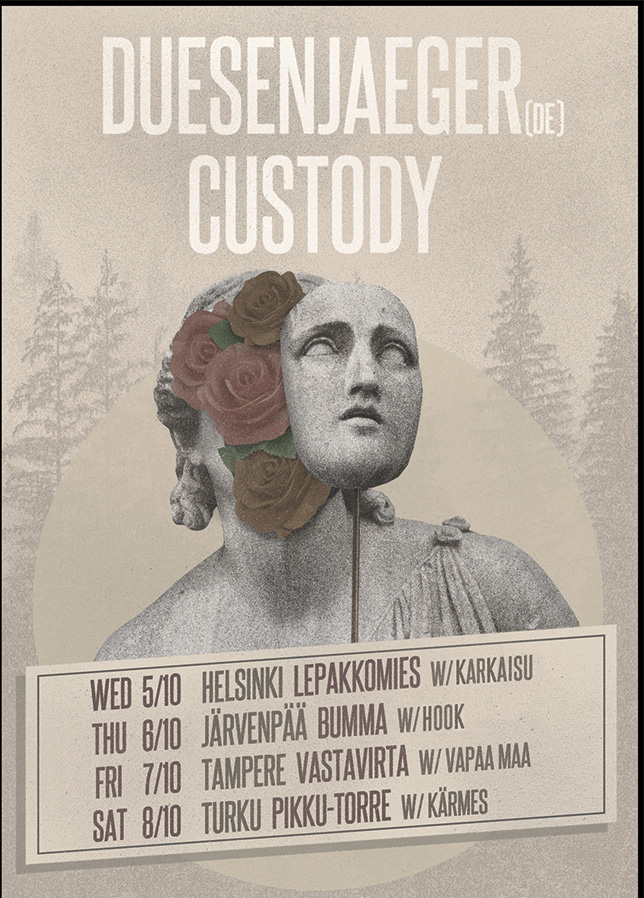 DUESENJAEGER (DE)
CUSTODY
WED 5/10 HELSINKI LEPAKKOMIES W/KARKAISU
THU 6/10 JÄRVENPÄÄ BUMMA W/HOOK
FRI 7/10 TAMPERE VASTAVIRTA W/VAPAA MAA
SAT 8/10 TURKU PIKKU-TORRE W/KÄRMES